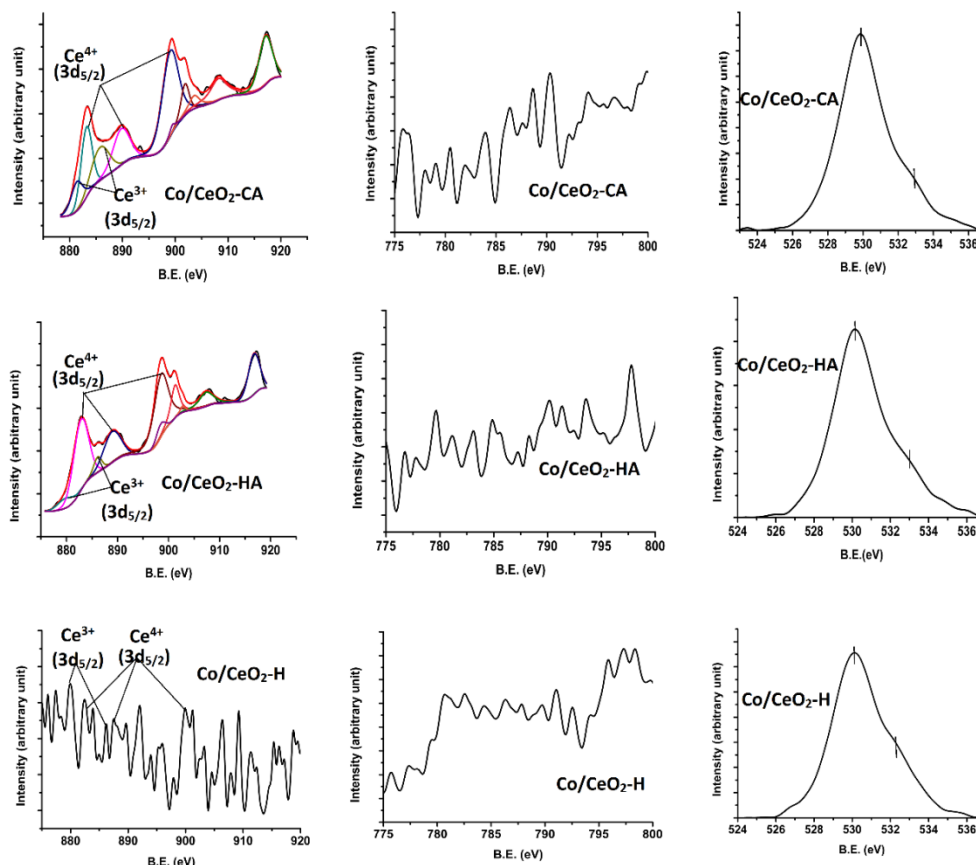 Ce⁴⁺
(3d₅/₂)
Ce³⁺
(3d₅/₂)
Co/CeO₂-CA
Intensity (arbitrary unit)
880 890 900 910 920
B.E. (eV)
Co/CeO₂-CA
Intensity (arbitrary unit)
775 780 785 790 795 800
B.E. (eV)
Co/CeO₂-CA
Intensity (arbitrary unit)
524 526 528 530 532 534 536
B.E. (eV)
Ce⁴⁺
(3d₅/₂)
Ce³⁺
(3d₅/₂)
Co/CeO₂-HA
Intensity (arbitrary unit)
880 890 900 910 920
B.E. (eV)
Co/CeO₂-HA
Intensity (arbitrary unit)
775 780 785 790 795 800
B.E. (eV)
Co/CeO₂-HA
Intensity (arbitrary unit)
524 526 528 530 532 534 536
B.E.(eV)
Ce³⁺
(3d₅/₂)
Ce⁴⁺
(3d₅/₂)
Co/CeO₂-H
Intensity (arbitrary unit)
880 890 900 910 920
B.E. (eV)
Co/CeO₂-H
Intensity (arbitrary unit)
775 780 785 790 795 800
B.E. (eV)
Co/CeO₂-H
Intensity (arbitrary unit)
524 526 528 530 532 534 536
B.E. (eV)